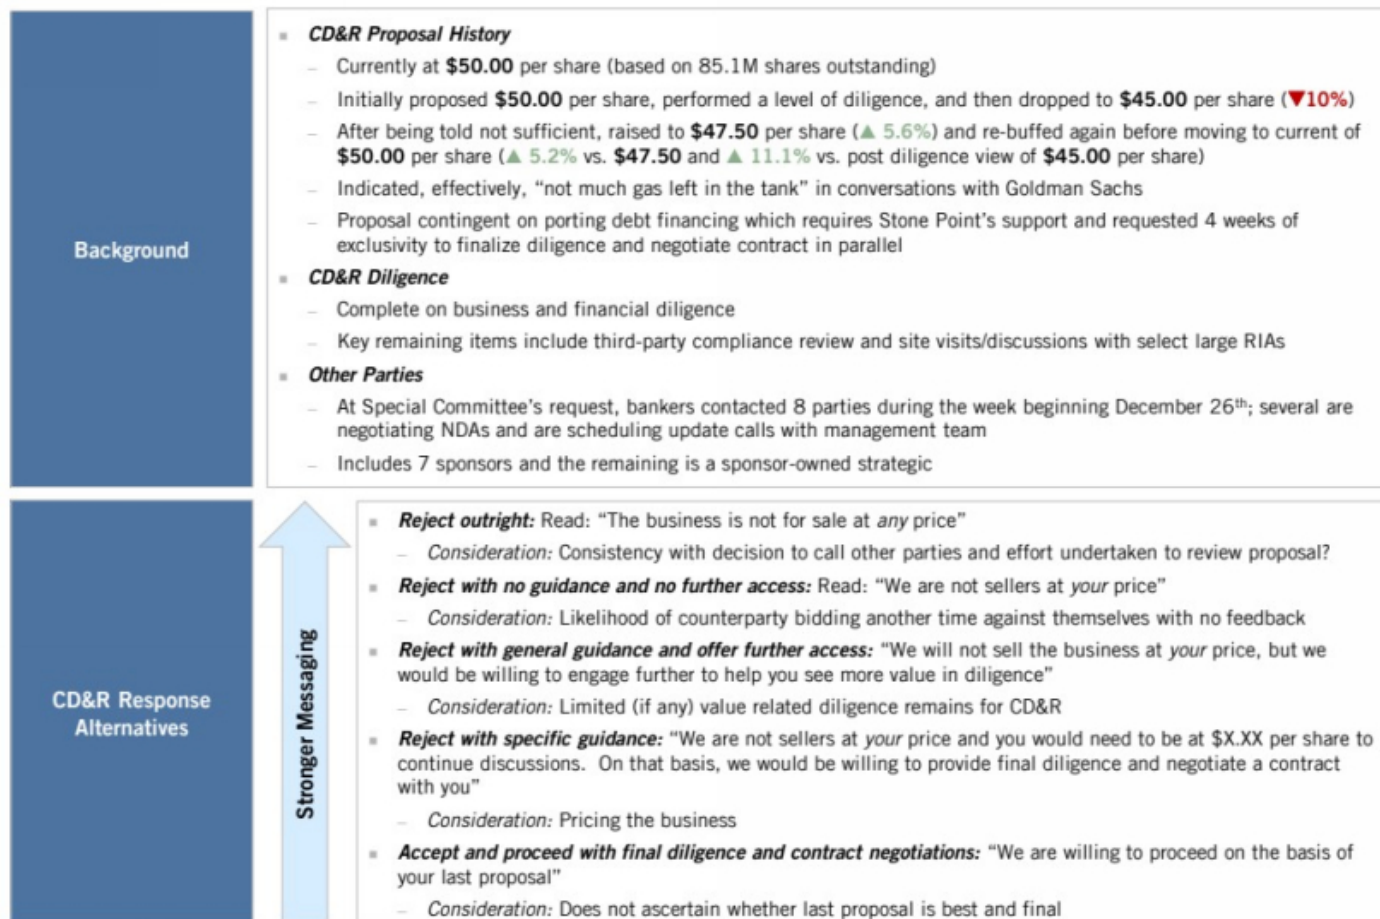 Background
▪ CD&R Proposal History
– Currently at $50.00 per share (based on 85.1M shares outstanding)
– Initially proposed $50.00 per share, performed a level of diligence, and then dropped to $45.00 per share (▼10%)
– After being told not sufficient, raised to $47.50 per share (▲ 5.6%) and re-buffed again before moving to current of
$50.00 per share (▲ 5.2% vs. $47.50 and ▲ 11.1% vs. post diligence view of $45.00 per share)
– Indicated, effectively, “not much gas left in the tank” in conversations with Goldman Sachs
– Proposal contingent on porting debt financing which requires Stone Point’s support and requested 4 weeks of
exclusivity to finalize diligence and negotiate contract in parallel
▪ CD&R Diligence
– Complete on business and financial diligence
– Key remaining items include third-party compliance review and site visits/discussions with select large RIAs
▪ Other Parties
– At Special Committee’s request, bankers contacted 8 parties during the week beginning December 26th; several are
negotiating NDAs and are scheduling update calls with management team
– Includes 7 sponsors and the remaining is a sponsor-owned strategic
CD&R Response
Alternatives
Stronger Messaging
▪ Reject outright: Read: “The business is not for sale at any price”
– Consideration: Consistency with decision to call other parties and effort undertaken to review proposal?
▪ Reject with no guidance and no further access: Read: “We are not sellers at your price”
– Consideration: Likelihood of counterparty bidding another time against themselves with no feedback
▪ Reject with general guidance and offer further access: “We will not sell the business at your price, but we
would be willing to engage further to help you see more value in diligence”
– Consideration: Limited (if any) value related diligence remains for CD&R
▪ Reject with specific guidance: “We are not sellers at your price and you would need to be at $X.XX per share to
continue discussions. On that basis, we would be willing to provide final diligence and negotiate a contract
with you”
– Consideration: Pricing the business
▪ Accept and proceed with final diligence and contract negotiations: “We are willing to proceed on the basis of
your last proposal”
– Consideration: Does not ascertain whether last proposal is best and final